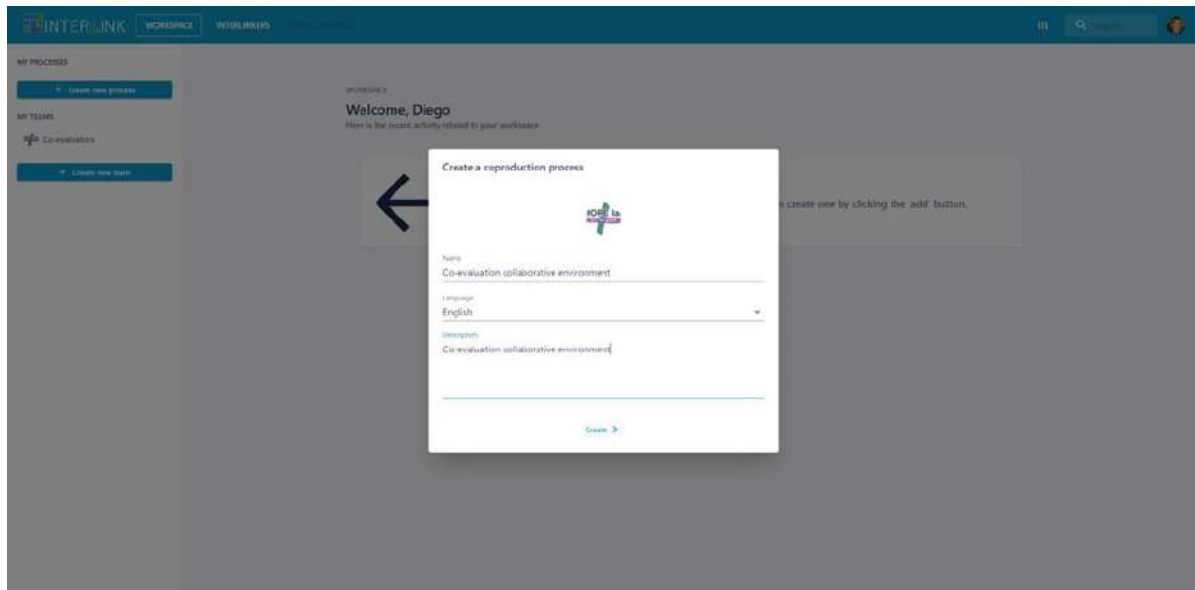 INTERLINK
WORKSPACE
INTERLINKERS
MY PROCESSES
+ Create new process
MY TEAMS
Co-evaluators
+ Create new team
WORKSPACE
Welcome, Diego
Here is the recent activity related to your workspace
create one by clicking the 'add' button.
Create a coproduction process
Name
Co-evaluation collaborative environment
Language
English
Description
Co-evaluation collaborative environment
Create >